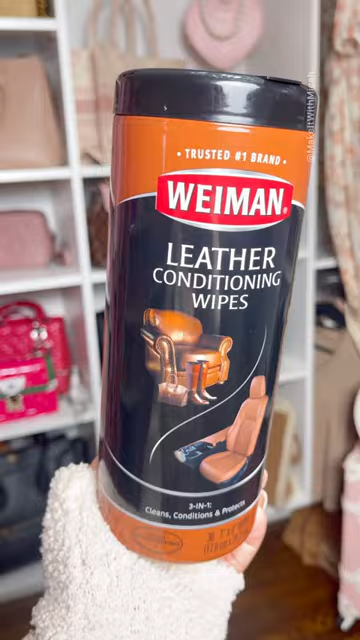 • TRUSTED #1 BRAND •
WEIMAN®
LEATHER
CONDITIONING
WIPES
3-IN-1:
Cleans, Conditions & Protects